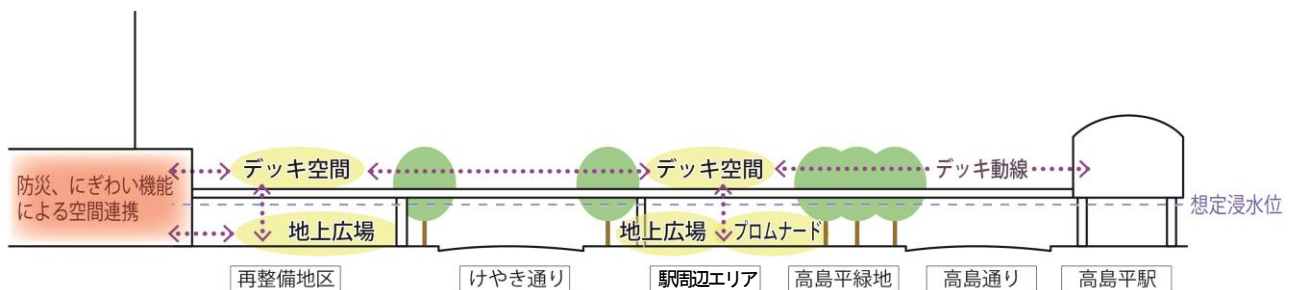 デッキ空間
デッキ空間
デッキ動線
防災、にぎわい機能
による空間連携
想定浸水位
地上広場
地上広場
プロムナード
再整備地区
けやき通り
駅周辺エリア
高島平緑地
高島通り
高島平駅